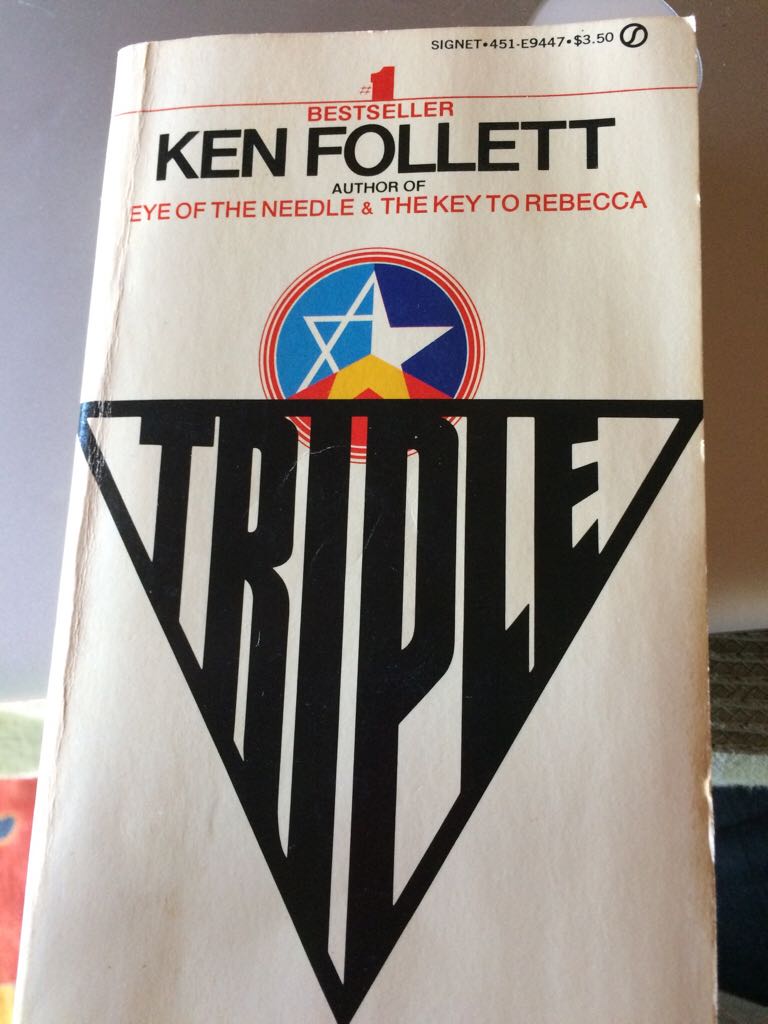 SIGNET•451-E9447•$3.50
#1
BESTSELLER
KEN FOLLETT
AUTHOR OF
EYE OF THE NEEDLE & THE KEY TO REBECCA
TRIPLE